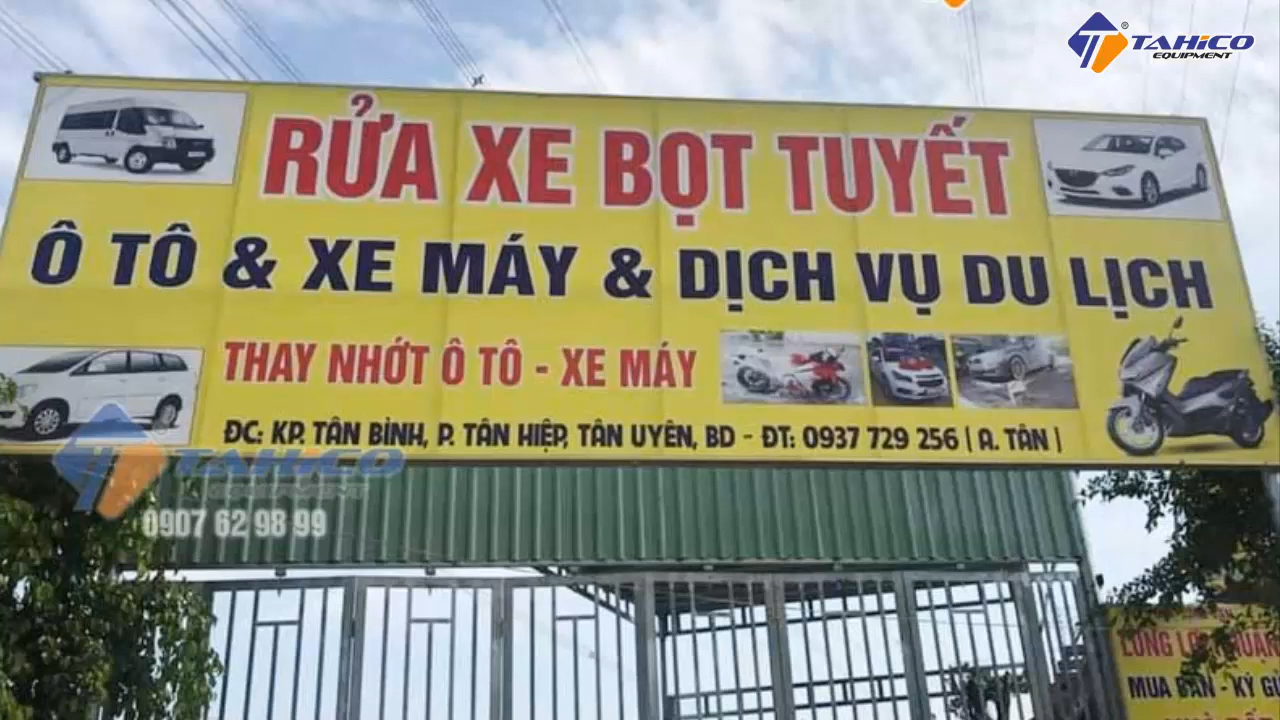 TAHICO®
EQUIPMENT
RỬA XE BỌT TUYẾT
Ô TÔ & XE MÁY & DỊCH VỤ DU LỊCH
THAY NHỚT Ô TÔ - XE MÁY
ĐC: KP. TÂN BÌNH, P. TÂN HIỆP, TÂN UYÊN, BD - ĐT: 0937 729 256 | A. TÂN |
TAHICO
EQUIPMENT
0907 62 98 99
MUA BÁN - KÝ GỬ